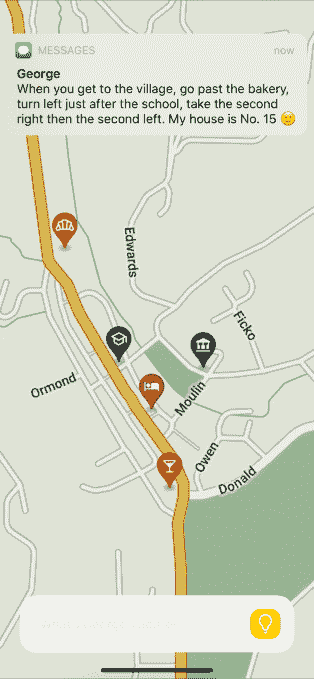 MESSAGES
now
George
When you get to the village, go past the bakery,
turn left just after the school, take the second
right then the second left. My house is No. 15 🙂
Edwards
Ficko
Ormond
Moulin
Owen
Donald